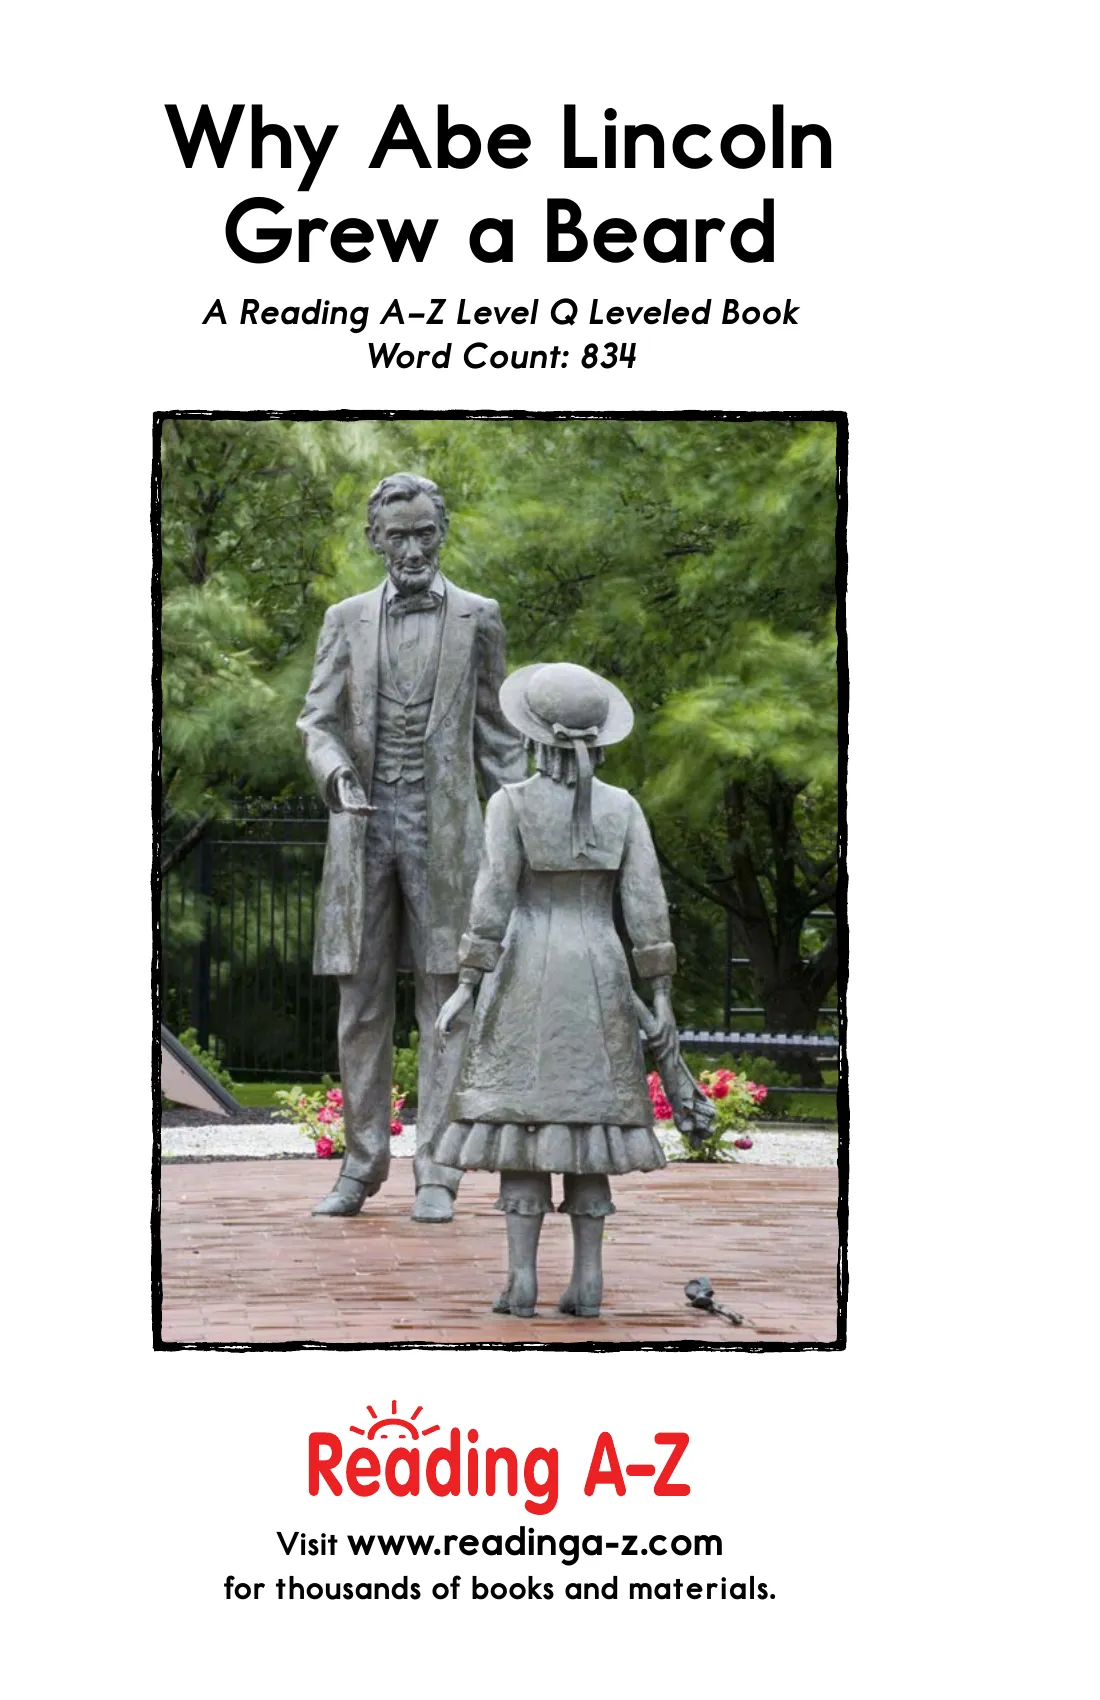 Why Abe Lincoln
Grew a Beard
A Reading A–Z Level Q Leveled Book
Word Count: 834
Reading A–Z
Visit www.readinga-z.com
for thousands of books and materials.